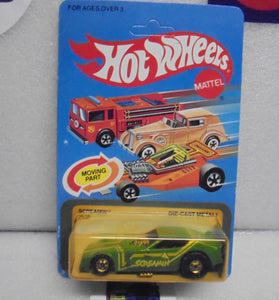 FOR AGES OVER 3
HOT WHEELS
MATTEL
MOVING
PART
SCREAMIN'
DIE-CAST METAL!
SCREAMIN'